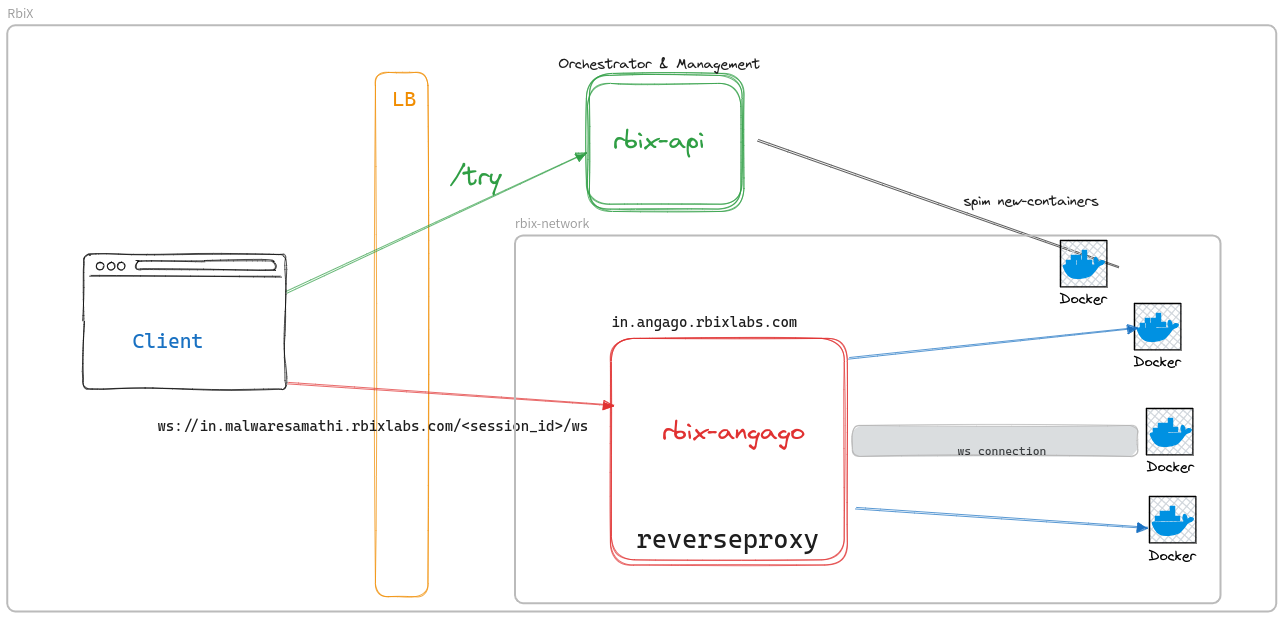 RbiX
Orchestrator & Management
LB
rbix-api
/try
spim new-containers
rbix-network
Docker
in.angago.rbixlabs.com
Client
Docker
ws://in.malwaresamathi.rbixlabs.com/<session_id>/ws
rbix-angago
ws connection
Docker
reverseproxy
Docker